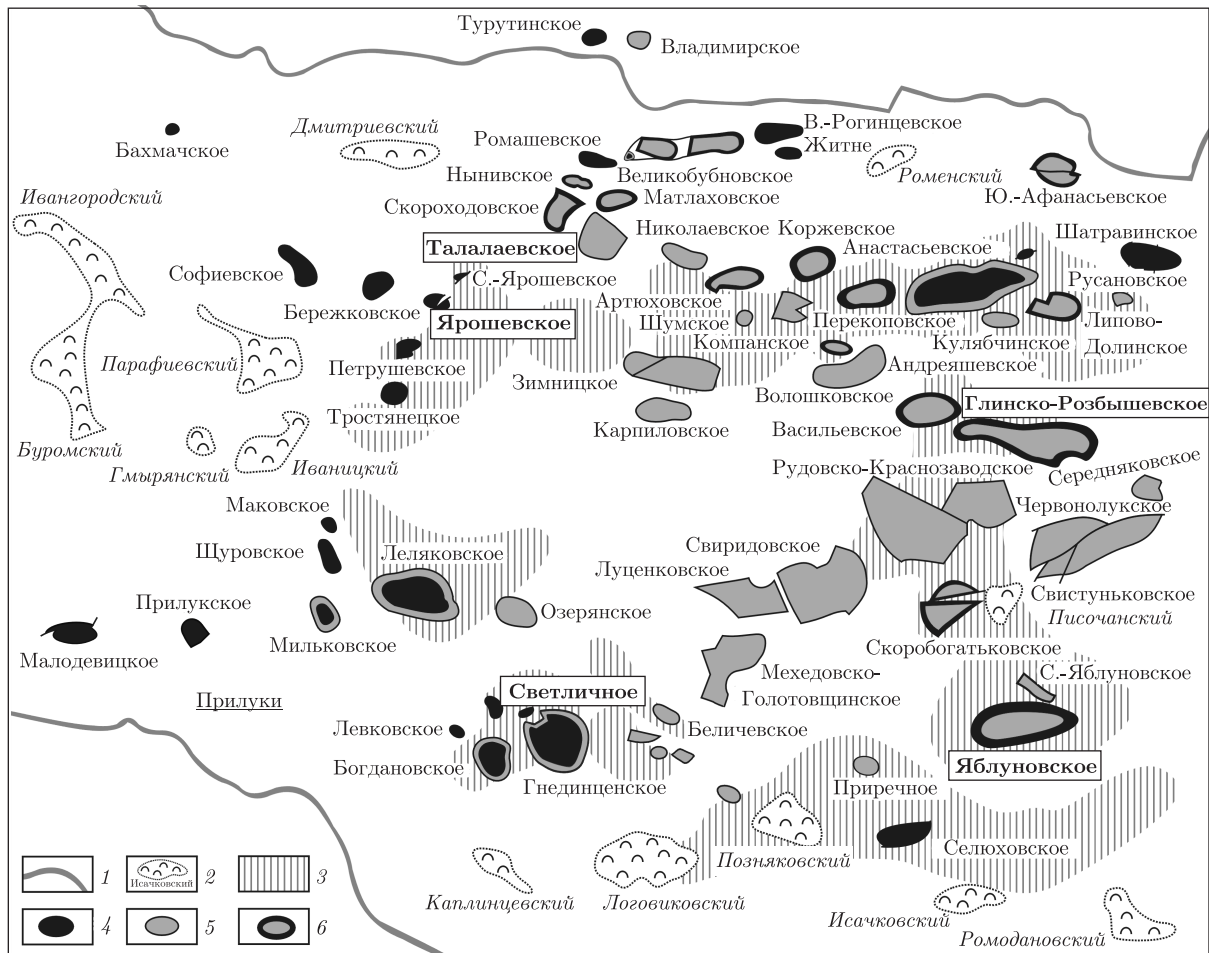 Турутинское
Владимирское
Дмитриевский
Бахмачское
Ромашевское
В.-Рогинцевское
Житне
Нынивское
Великобубновское
Роменский
Ивангородский
Скороходовское
Матлаховское
Ю.-Афанасьевское
Николаевское
Коржевское
Талалаевское
Анастасьевское
Шатравинское
Софиевское
С.-Ярошевское
Русановское
Бережковское
Артюховское
Ярошевское
Шумское
Перекоповское
Липово-
Долинское
Компанское
Кулябчинское
Парафиевский
Петрушевское
Зимницкое
Андреяшевское
Волошковское
Тростянецкое
Глинско-Розбышевское
Карпиловское
Васильевское
Буромский
Гмырянский
Иваницкий
Рудовско-Краснозаводское
Середняковское
Маковское
Червонолукское
Щуровское
Леляковское
Свиридовское
Луценковское
Прилукское
Озерянское
Свистуньковское
Писочанский
Малодевицкое
Мильковское
Скоробогатьковское
Мехедовско-
Голотовщинское
С.-Яблуновское
Прилуки
Светличное
Левковское
Беличевское
Богдановское
Гнединценское
Яблуновское
Приречное
Селюховское
Позняковский
Каплинцевский
Логовиковский
Исачковский
Ромодановский
1
Исачковский
2
3
4
5
6